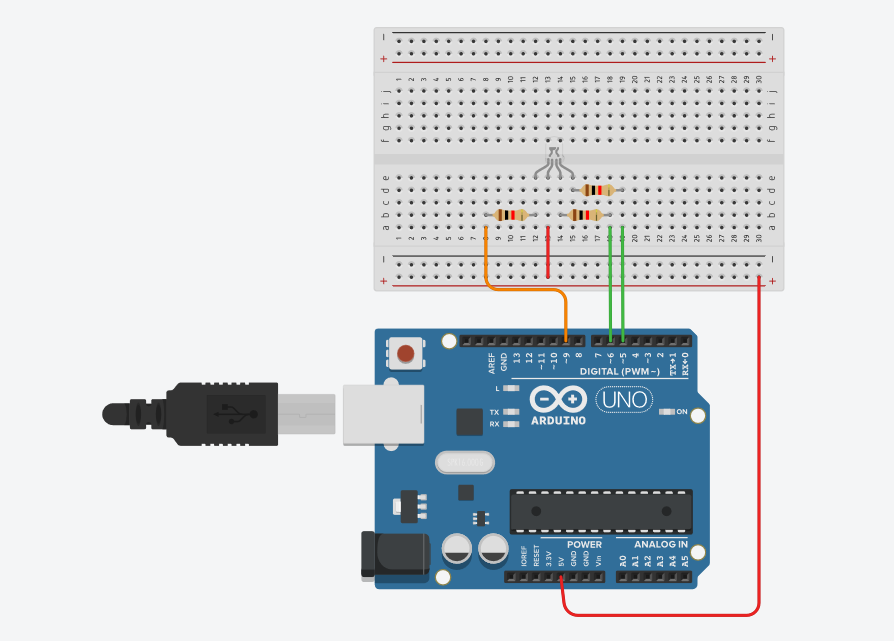 − −
+ +
1 2 3 4 5 6 7 8 9 10 11 12 13 14 15 16 17 18 19 20 21 22 23 24 25 26 27 28 29 30
j j
i i
h h
g g
f f
e e
d d
c c
b b
a a
1 2 3 4 5 6 7 8 9 10 11 12 13 14 15 16 17 18 19 20 21 22 23 24 25 26 27 28 29 30
− −
+ +
AREF GND 13 12 ~11 ~10 ~9 8 7 ~6 ~5 4 ~3 2 TX→1 RX←0
DIGITAL (PWM~)
L
TX
RX
ARDUINO
UNO
ON
POWER ANALOG IN
IOREF RESET 3.3V 5V GND GND Vin A0 A1 A2 A3 A4 A5